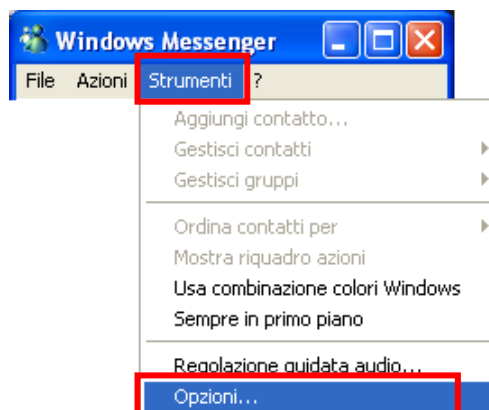 Windows Messenger
File Azioni Strumenti ?
Aggiungi contatto...
Gestisci contatti
Gestisci gruppi
Ordina contatti per
Mostra riquadro azioni
Usa combinazione colori Windows
Sempre in primo piano
Regolazione guidata audio...
Opzioni...